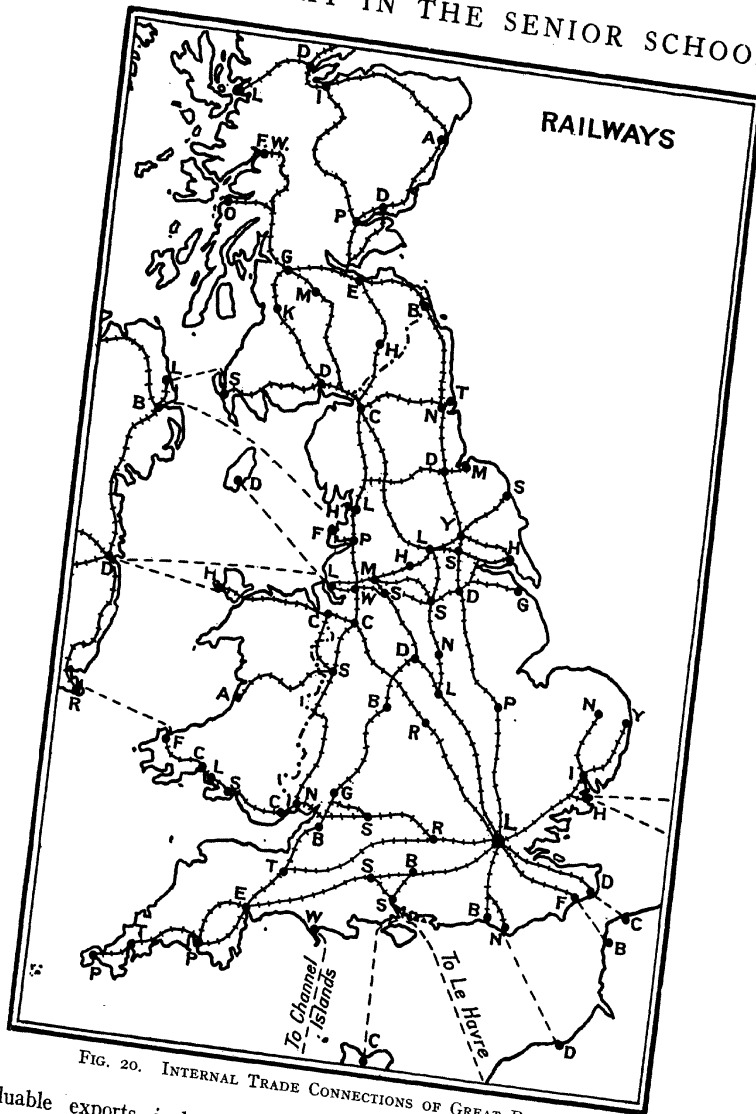 IN THE SENIOR SCHOO
RAILWAYS
D
I
L
A
F.W.
D
O
P
G
E
M
B
K
H
L
S
D
T
B
C
N
D
M
S
K
D
H
L
Y
F
P
L
H
H
S
D
H
L
M
W
S
S
D
G
C
C
D
N
S
A
B
L
P
N
Y
R
R
F
C
L
S
I
H
C
N
G
S
B
R
L
T
S
B
D
E
S
F
W
B
N
C
B
P
T
P
To Channel
Islands
To Le Havre
C
D
FIG. 20. INTERNAL TRADE CONNECTIONS OF GREAT
exports